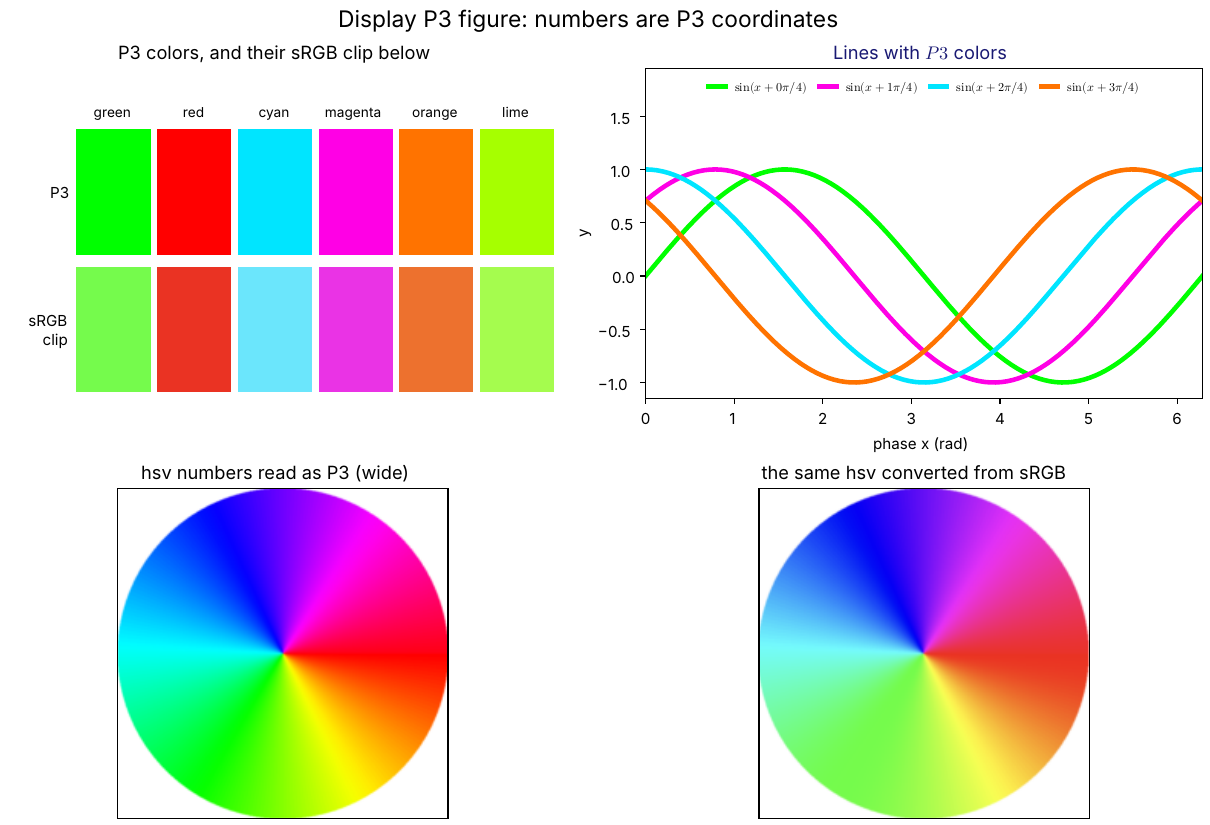 Display P3 figure: numbers are P3 coordinates
P3 colors, and their sRGB clip below
green red cyan magenta orange lime
P3
sRGB
clip
Lines with P3 colors
sin(x + 0π/4) sin(x + 1π/4) sin(x + 2π/4) sin(x + 3π/4)
1.5
1.0
0.5
0.0
−0.5
−1.0
y
0 1 2 3 4 5 6
phase x (rad)
hsv numbers read as P3 (wide)
the same hsv converted from sRGB